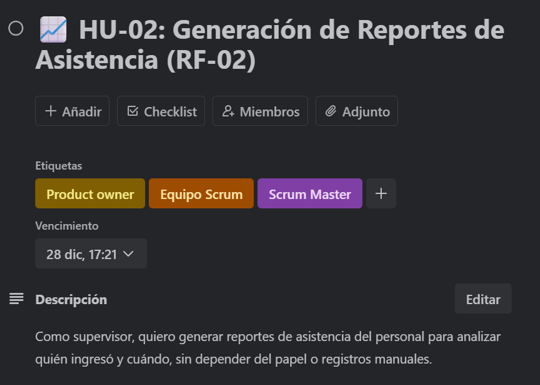 HU-02: Generación de Reportes de
Asistencia (RF-02)
+ Añadir
Checklist
Miembros
Adjunto
Etiquetas
Product owner
Equipo Scrum
Scrum Master
+
Vencimiento
28 dic, 17:21
Descripción
Editar
Como supervisor, quiero generar reportes de asistencia del personal para analizar
quién ingresó y cuándo, sin depender del papel o registros manuales.